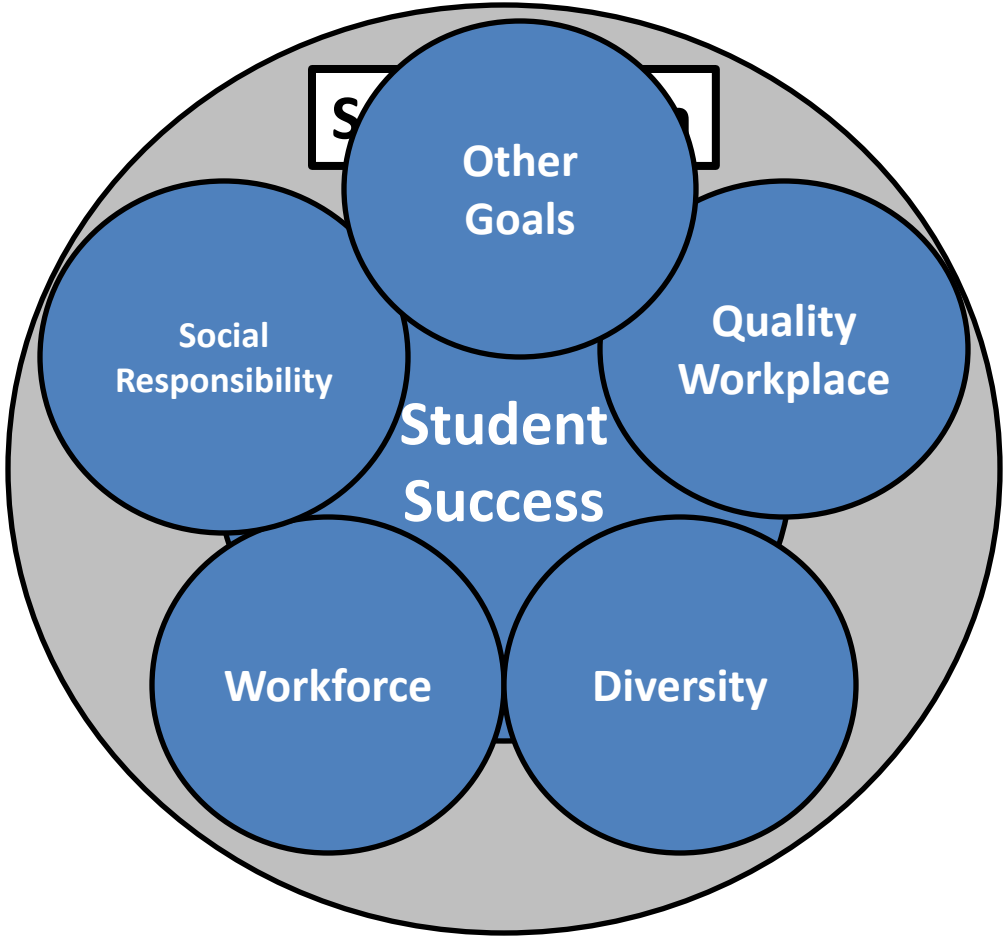 Other
Goals
Social
Responsibility
Quality
Workplace
Student
Success
Workforce
Diversity